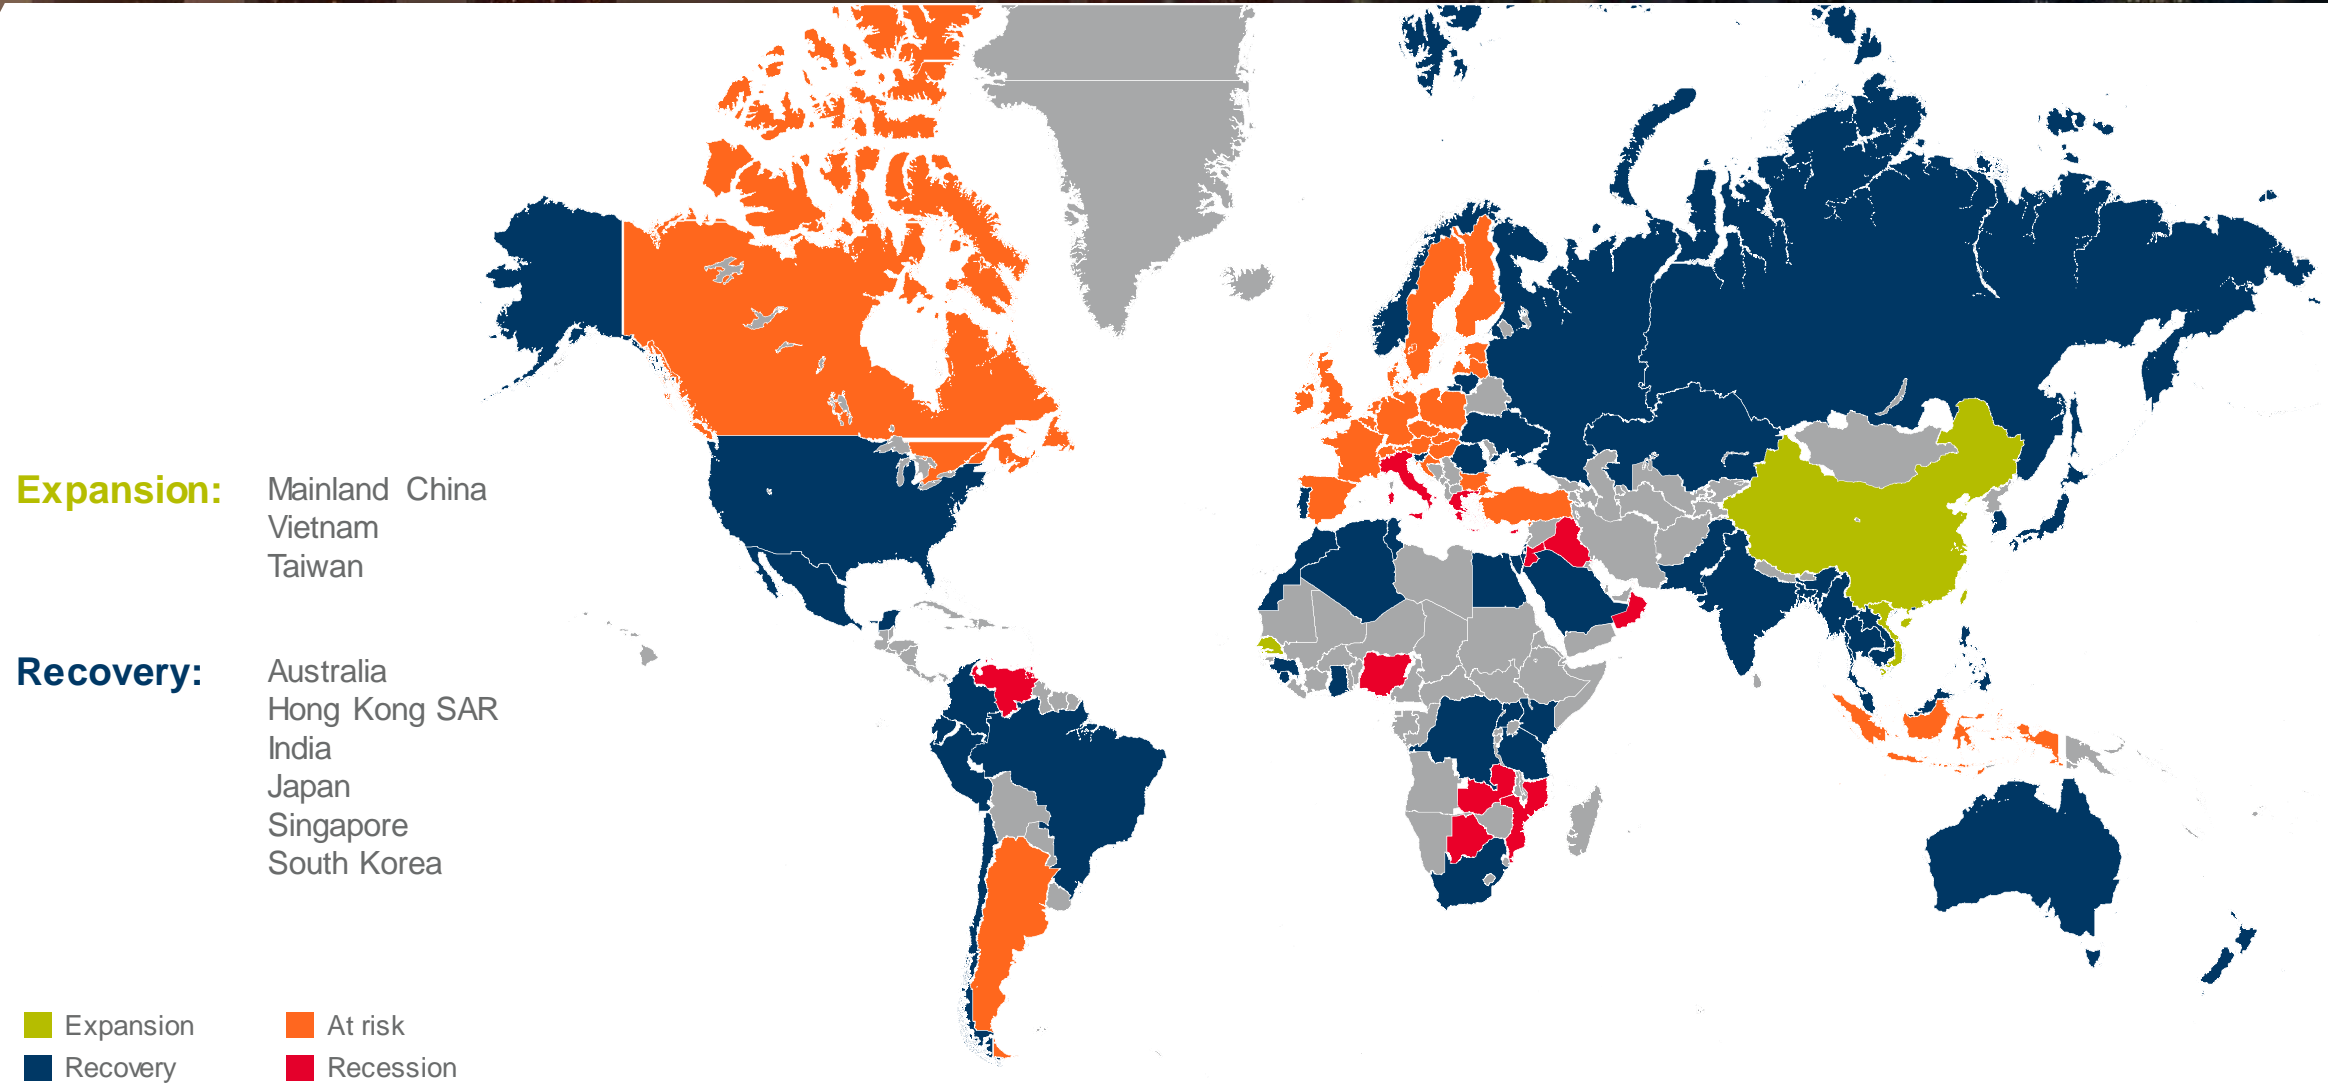 Expansion: Mainland China
Vietnam
Taiwan
Recovery: Australia
Hong Kong SAR
India
Japan
Singapore
South Korea
Expansion At risk
Recovery Recession